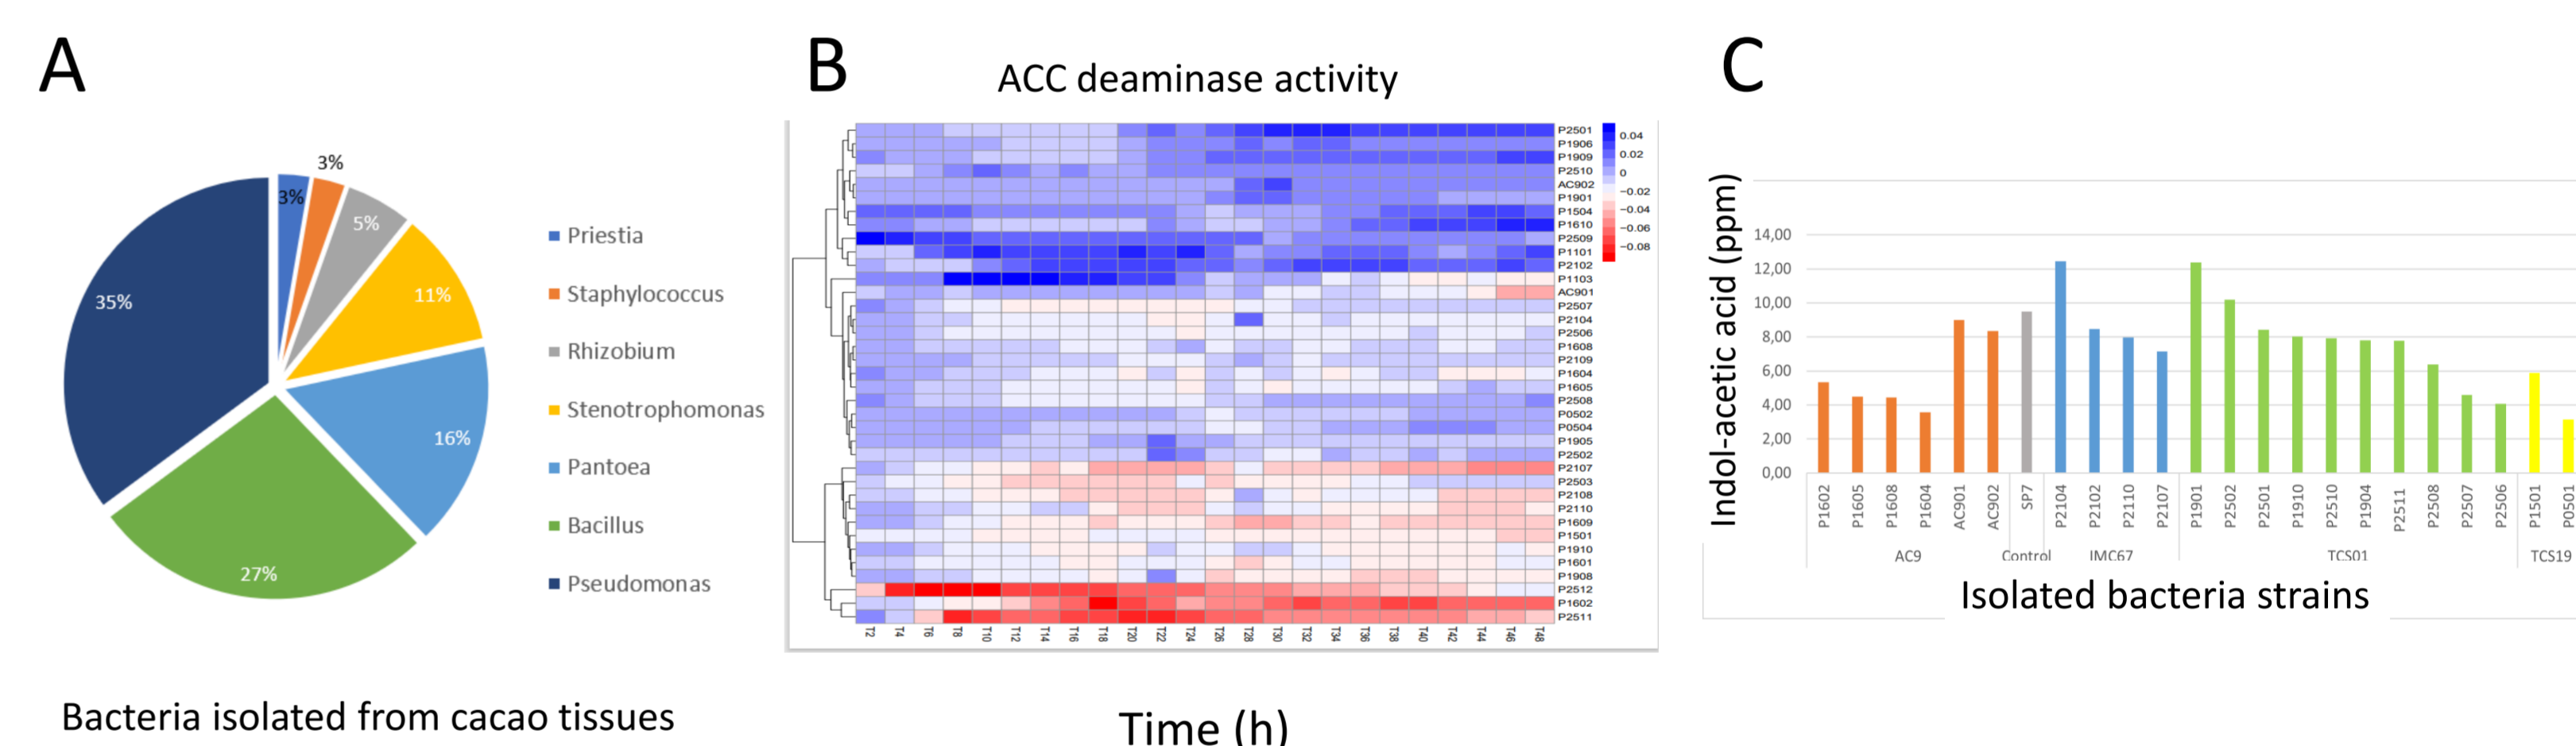 A
3%
3%
5%
11%
16%
27%
35%
Priestia
Staphylococcus
Rhizobium
Stenotrophomonas
Pantoea
Bacillus
Pseudomonas
Bacteria isolated from cacao tissues
B
ACC deaminase activity
P2501
P1906
P1909
P2510
AC902
P1901
P1504
P1610
P2509
P1101
P2102
P1103
AC901
P2507
P2104
P2506
P1608
P2109
P1604
P1605
P2508
P0502
P0504
P1905
P2502
P2107
P2503
P2108
P2110
P1609
P1501
P1910
P1601
P1908
P2512
P1602
P2511
0.04
0.02
0
−0.02
−0.04
−0.06
−0.08
T2 T4 T6 T8 T10 T12 T14 T16 T18 T20 T22 T24 T26 T28 T30 T32 T34 T36 T38 T40 T42 T44 T46 T48
Time (h)
C
Indol-acetic acid (ppm)
14,00
12,00
10,00
8,00
6,00
4,00
2,00
0,00
P1602 P1605 P1608 P1604 AC901 AC902 SP7 P2104 P2102 P2110 P2107 P1901 P2502 P2501 P1910 P2510 P1904 P2511 P2508 P2507 P2506 P1501 P0501
AC9 Control IMC67 TCS01 TCS19
Isolated bacteria strains